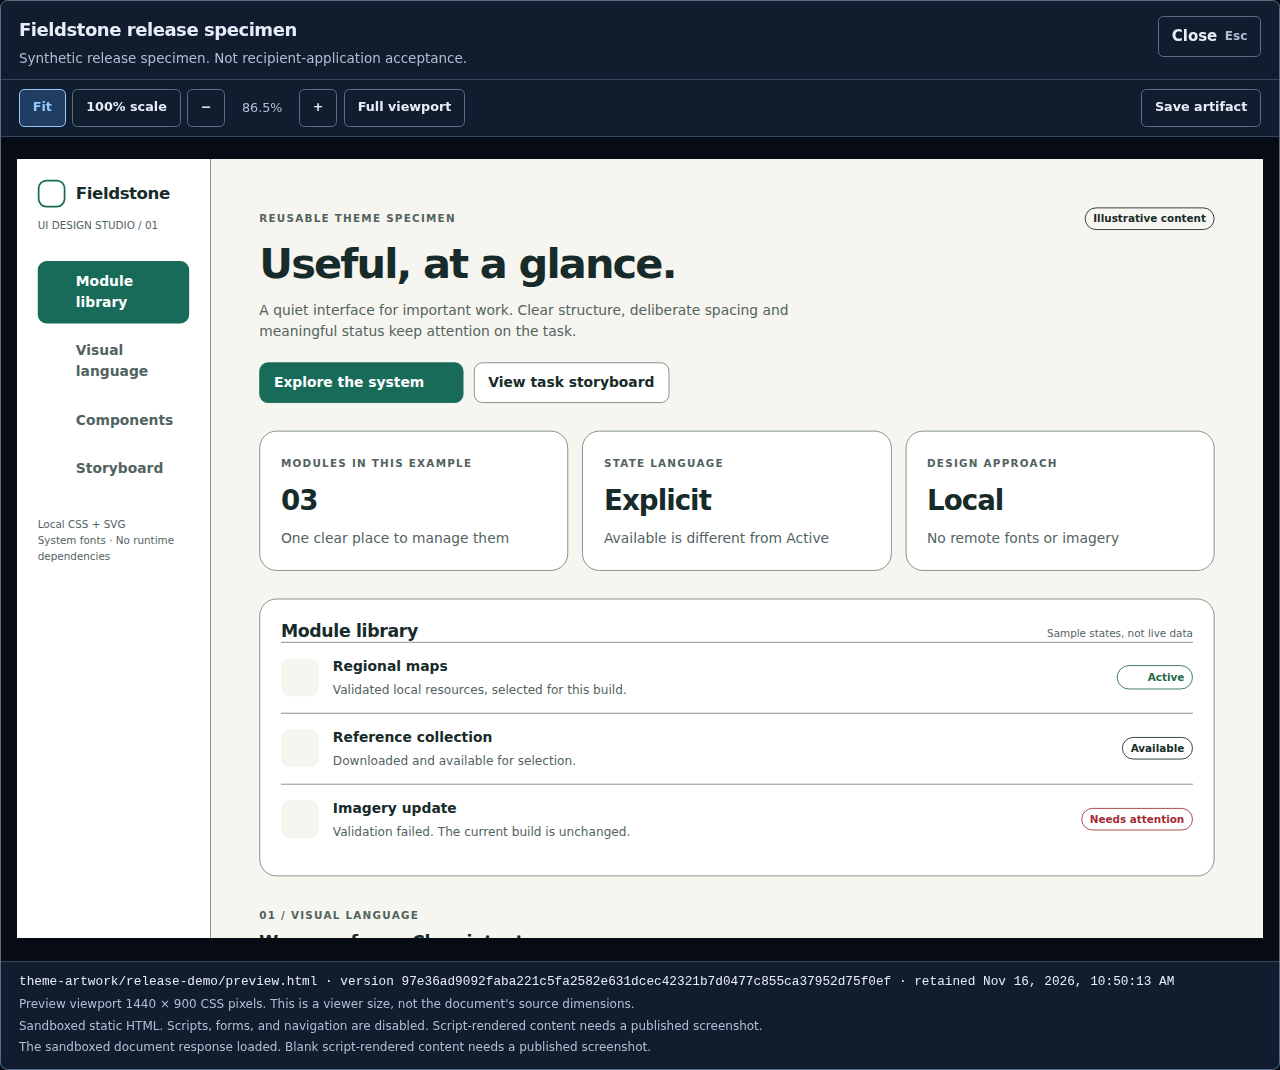 Fieldstone release specimen
Synthetic release specimen. Not recipient-application acceptance.
Close Esc
Fit
100% scale
−
86.5%
+
Full viewport
Save artifact
Fieldstone
UI DESIGN STUDIO / 01
Module
library
Visual
language
Components
Storyboard
Local CSS + SVG
System fonts · No runtime
dependencies
REUSABLE THEME SPECIMEN
Illustrative content
Useful, at a glance.
A quiet interface for important work. Clear structure, deliberate spacing and
meaningful status keep attention on the task.
Explore the system
View task storyboard
MODULES IN THIS EXAMPLE
03
One clear place to manage them
STATE LANGUAGE
Explicit
Available is different from Active
DESIGN APPROACH
Local
No remote fonts or imagery
Module library
Sample states, not live data
Regional maps
Validated local resources, selected for this build.
Active
Reference collection
Downloaded and available for selection.
Available
Imagery update
Validation failed. The current build is unchanged.
Needs attention
01 / VISUAL LANGUAGE
theme-artwork/release-demo/preview.html · version 97e36ad9092faba221c5fa2582e631dcec42321b7d0477c855ca37952d75f0ef · retained Nov 16, 2026, 10:50:13 AM
Preview viewport 1440 × 900 CSS pixels. This is a viewer size, not the document's source dimensions.
Sandboxed static HTML. Scripts, forms, and navigation are disabled. Script-rendered content needs a published screenshot.
The sandboxed document response loaded. Blank script-rendered content needs a published screenshot.